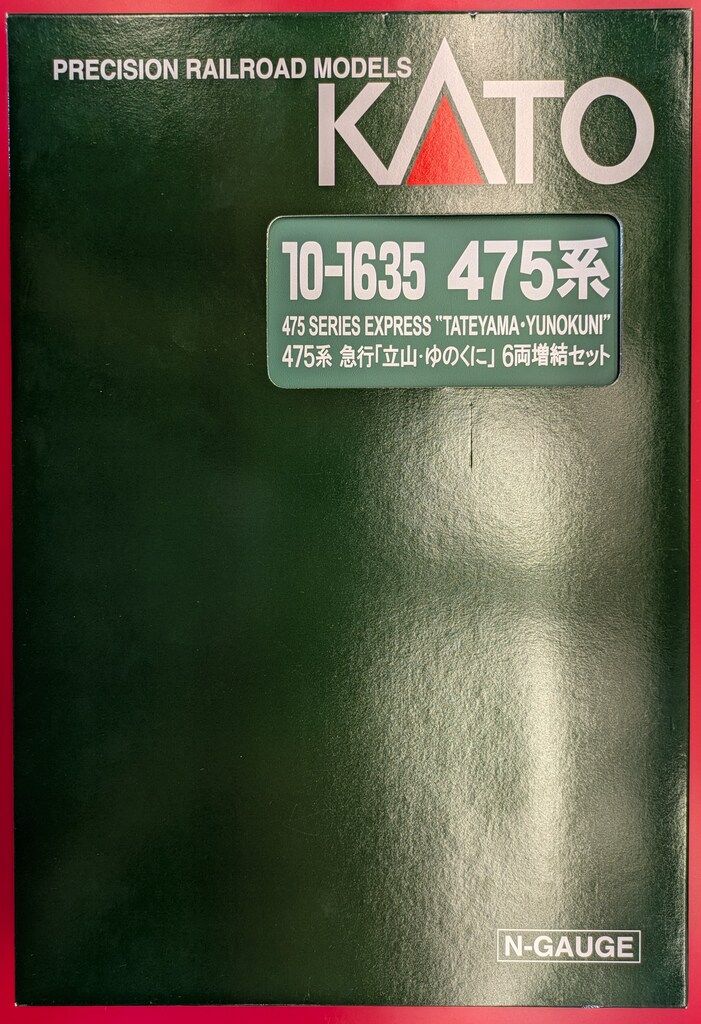 PRECISION RAILROAD MODELS
KATO
10-1635 475系
475 SERIES EXPRESS "TATEYAMA・YUNOKUNI"
475系 急行「立山・ゆのくに」 6両増結セット
N-GAUGE